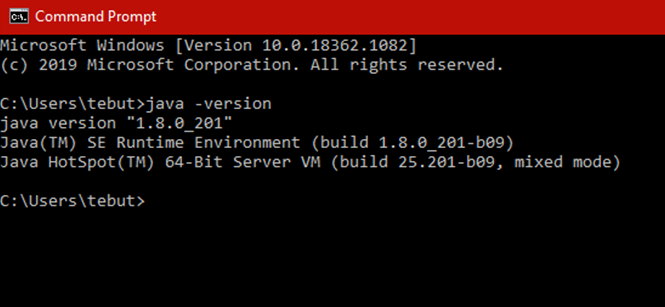 Command Prompt
Microsoft Windows [Version 10.0.18362.1082]
(c) 2019 Microsoft Corporation. All rights reserved.
C:\Users\tebut>java -version
java version "1.8.0_201"
Java(TM) SE Runtime Environment (build 1.8.0_201-b09)
Java HotSpot(TM) 64-Bit Server VM (build 25.201-b09, mixed mode)
C:\Users\tebut>